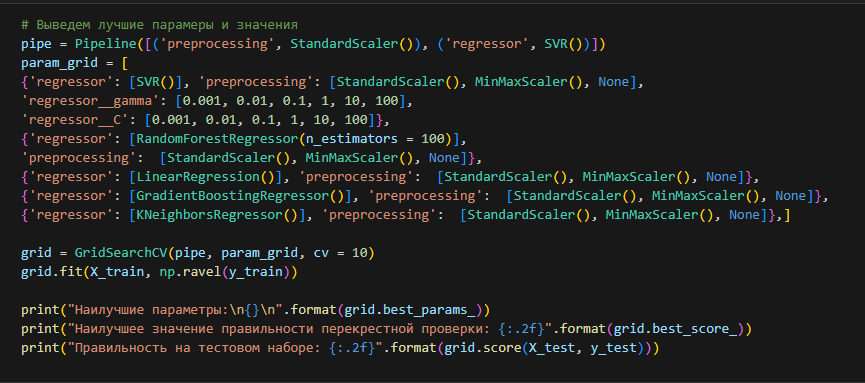 # Выведем лучшие парамеры и значения
pipe = Pipeline([('preprocessing', StandardScaler()), ('regressor', SVR())])
param_grid = [
{'regressor': [SVR()], 'preprocessing': [StandardScaler(), MinMaxScaler(), None],
'regressor__gamma': [0.001, 0.01, 0.1, 1, 10, 100],
'regressor__C': [0.001, 0.01, 0.1, 1, 10, 100]},
{'regressor': [RandomForestRegressor(n_estimators = 100)],
'preprocessing':  [StandardScaler(), MinMaxScaler(), None]},
{'regressor': [LinearRegression()], 'preprocessing':  [StandardScaler(), MinMaxScaler(), None]},
{'regressor': [GradientBoostingRegressor()], 'preprocessing':  [StandardScaler(), MinMaxScaler(), None]},
{'regressor': [KNeighborsRegressor()], 'preprocessing':  [StandardScaler(), MinMaxScaler(), None]},]
grid = GridSearchCV(pipe, param_grid, cv = 10)
grid.fit(X_train, np.ravel(y_train))
print("Наилучшие параметры:\n{}\n".format(grid.best_params_))
print("Наилучшее значение правильности перекрестной проверки: {:.2f}".format(grid.best_score_))
print("Правильность на тестовом наборе: {:.2f}".format(grid.score(X_test, y_test)))